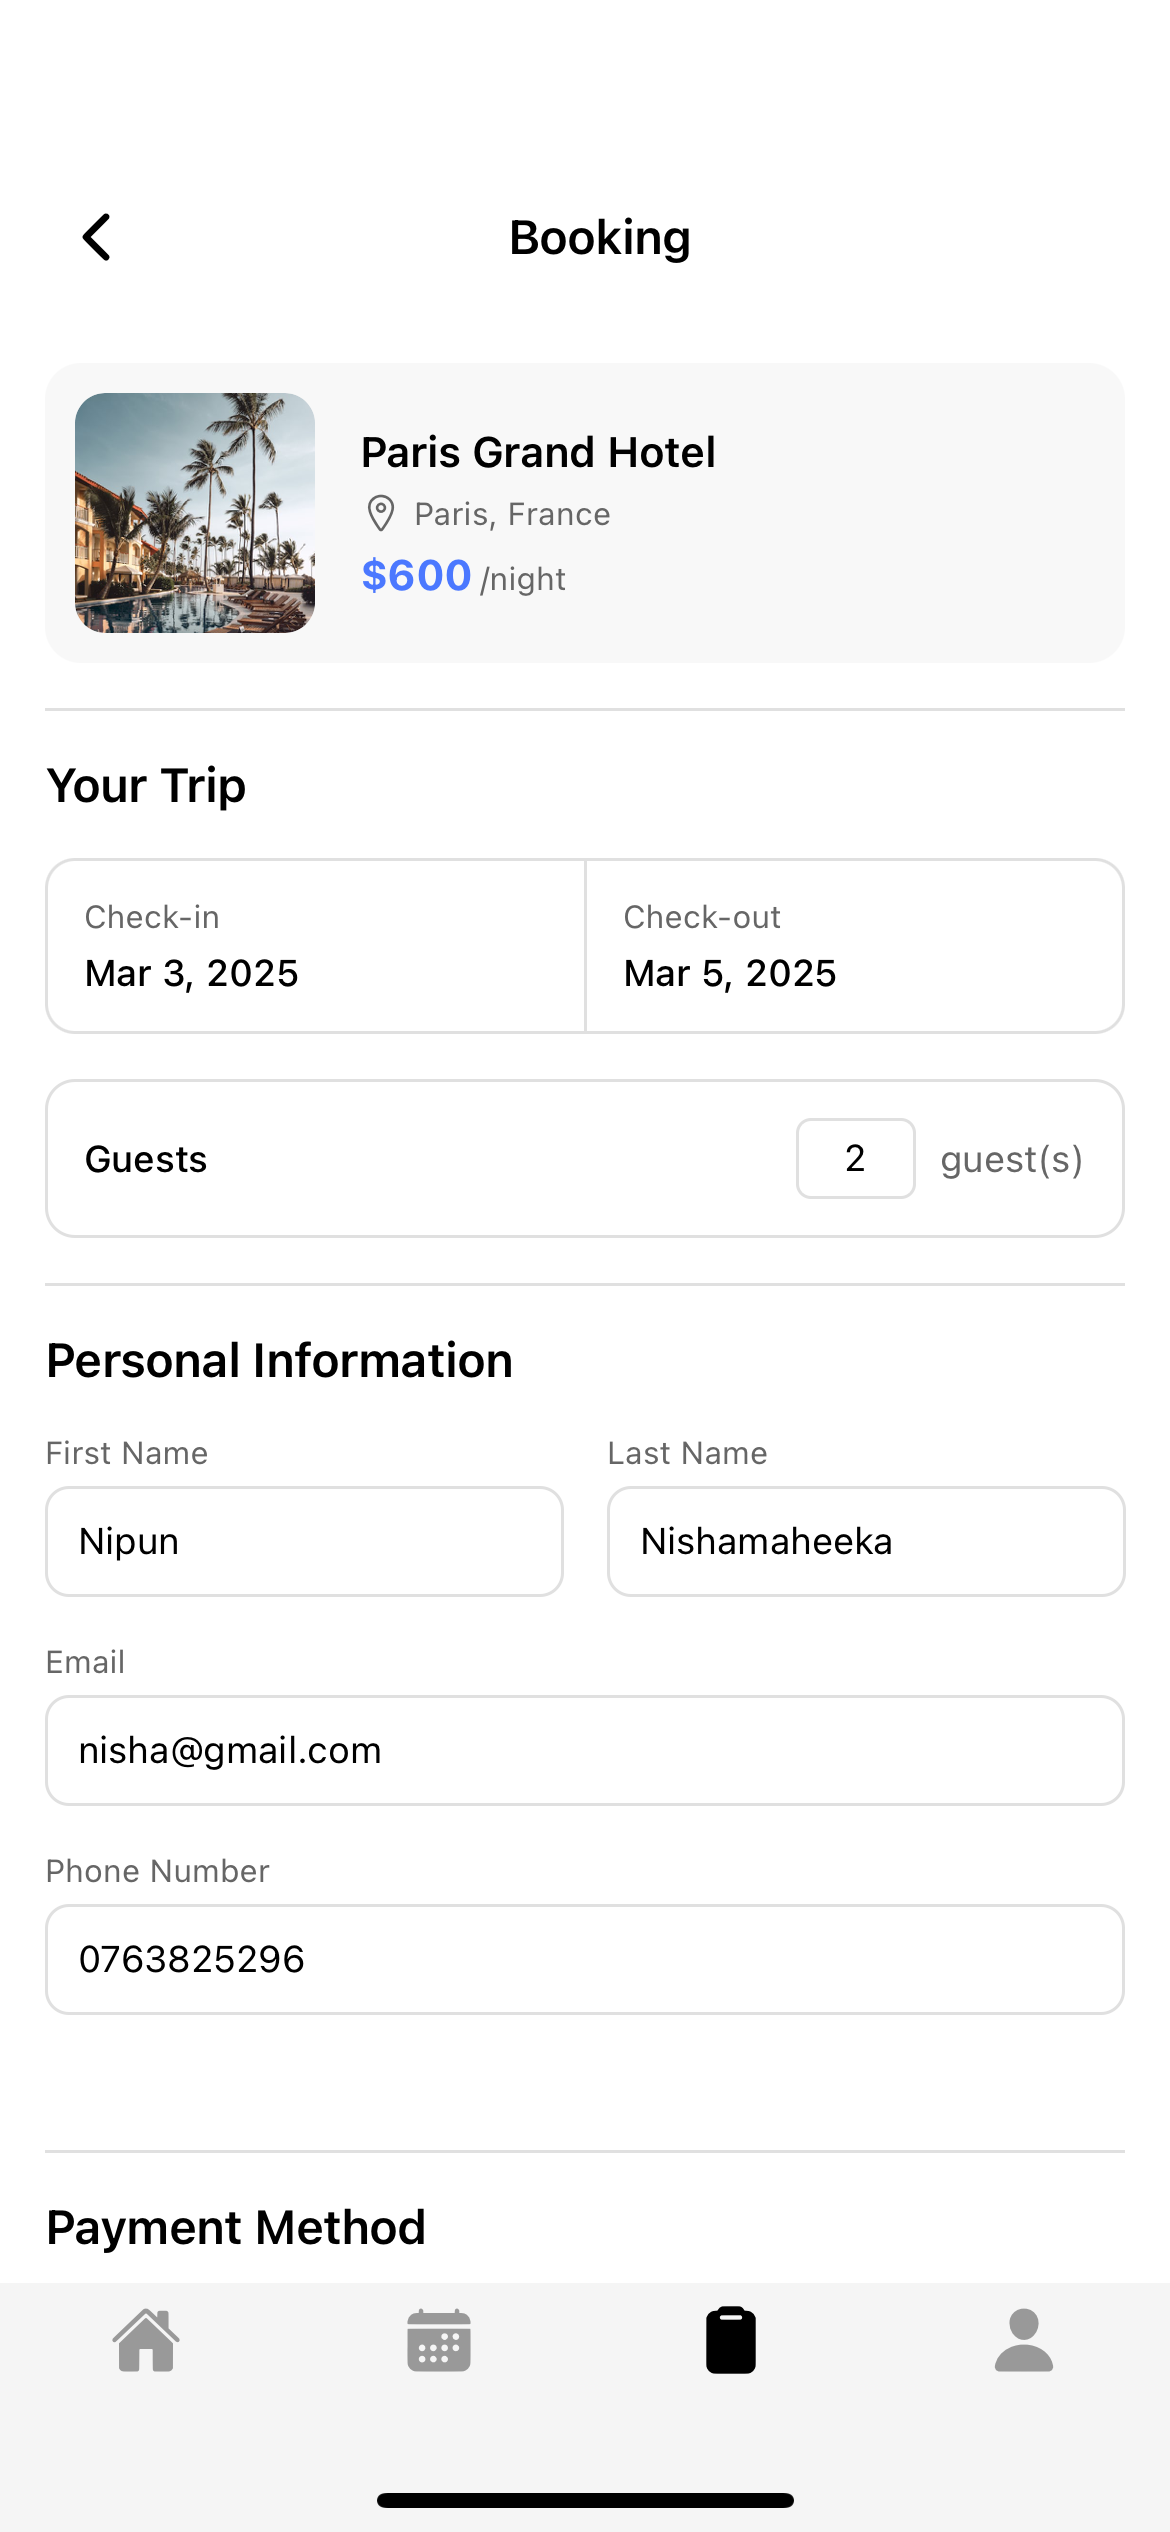 Booking
Paris Grand Hotel
Paris, France
$600 /night
Your Trip
Check-in
Mar 3, 2025
Check-out
Mar 5, 2025
Guests
2 guest(s)
Personal Information
First Name
Nipun
Last Name
Nishamaheeka
Email
nisha@gmail.com
Phone Number
0763825296
Payment Method